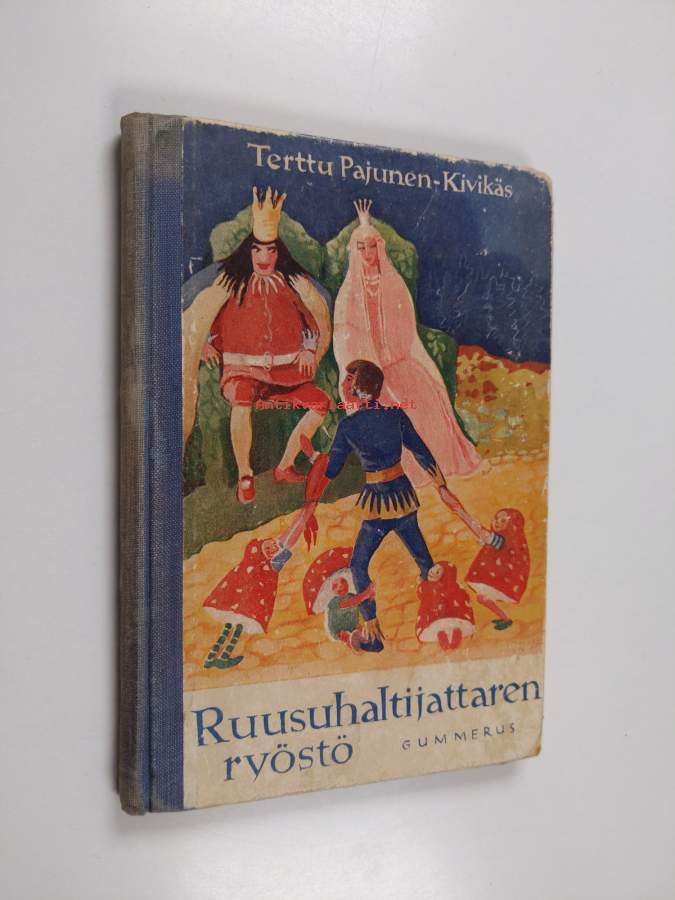 Terttu Pajunen-Kivikäs
antikvariaatti.net
Ruusuhaltijattaren
ryöstö
GUMMERUS